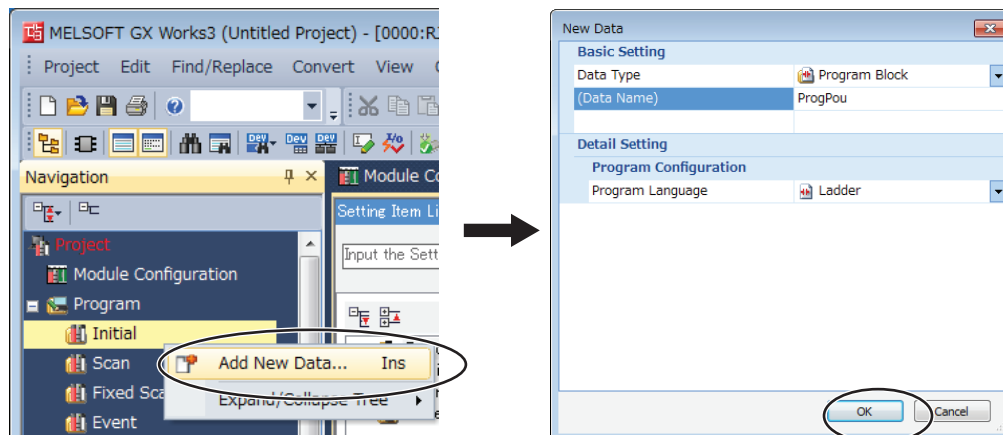 MELSOFT GX Works3 (Untitled Project) - [0000:R
Project Edit Find/Replace Convert View
Navigation
Module Co
Setting Item Li
Project
Input the Sett
Module Configuration
Program
Initial
Scan
Add New Data... Ins
Fixed Sca
Expand/Collapse Tree
Event
New Data
Basic Setting
Data Type Program Block
(Data Name) ProgPou
Detail Setting
Program Configuration
Program Language Ladder
OK Cancel